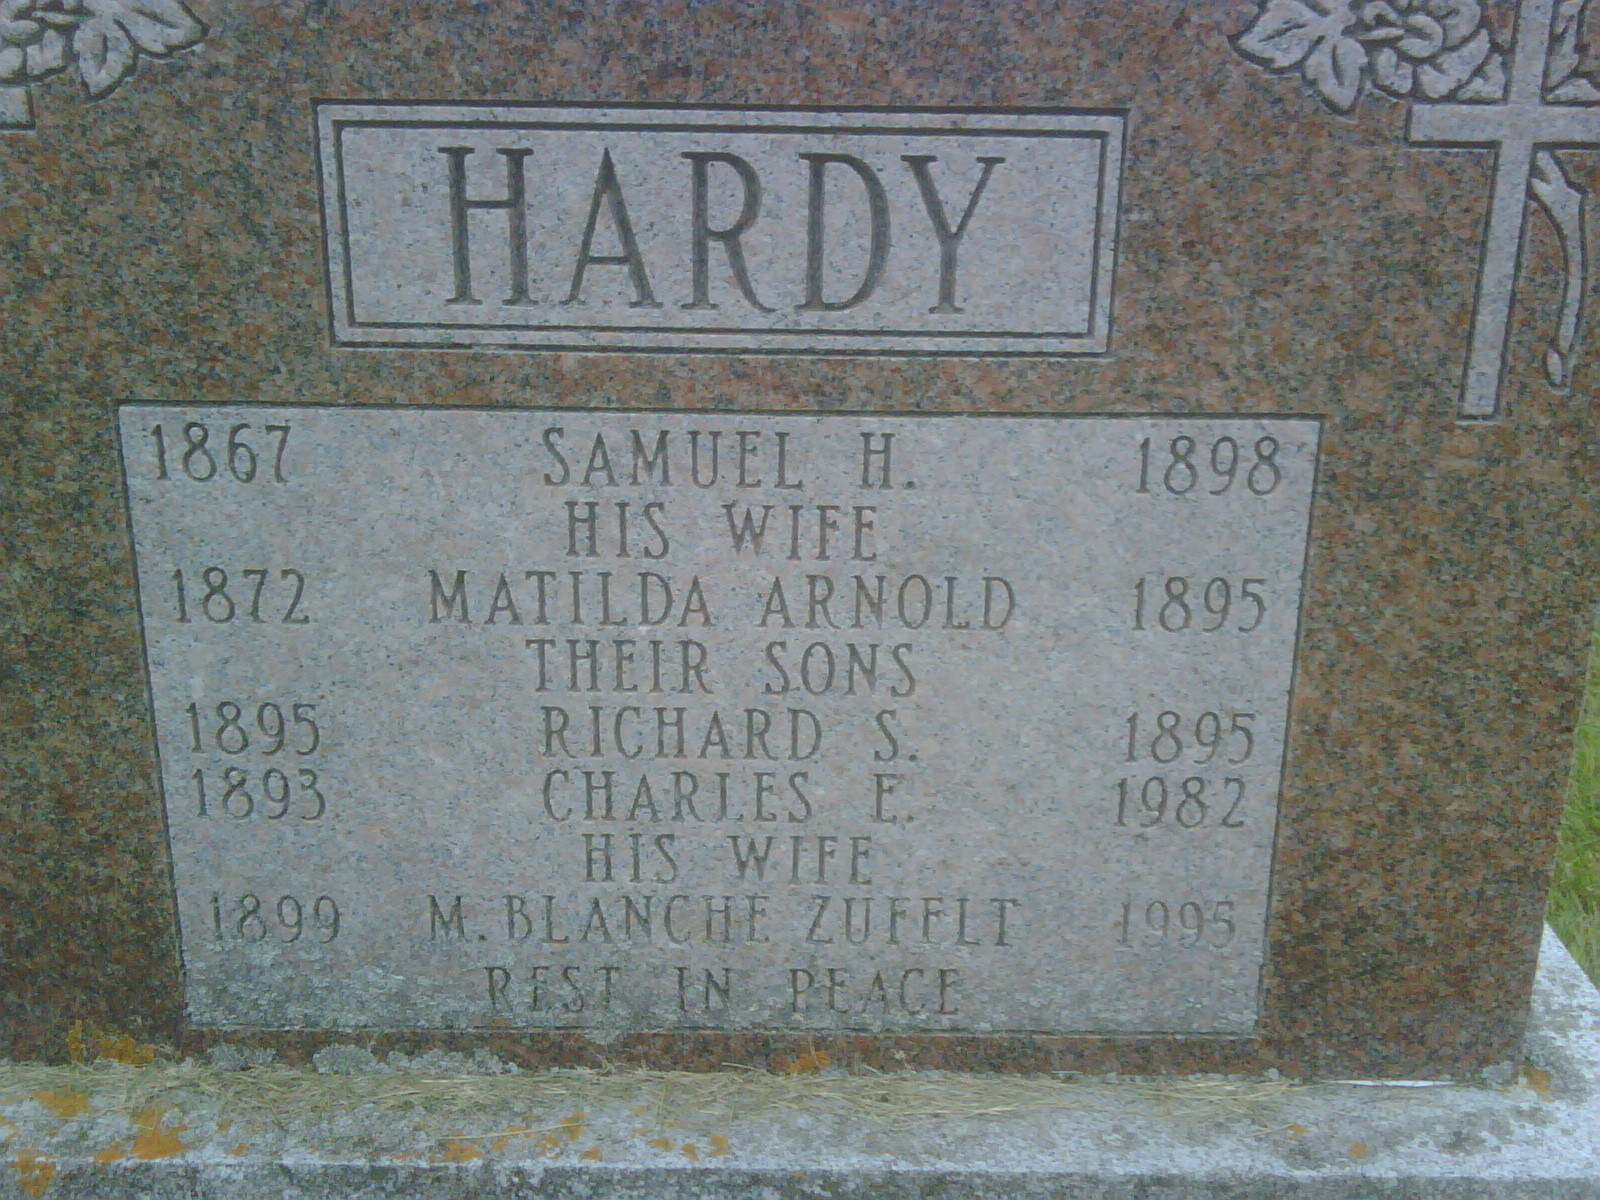 HARDY
1867 SAMUEL H. 1898
HIS WIFE
1872 MATILDA ARNOLD 1895
THEIR SONS
1895 RICHARD S. 1895
1893 CHARLES E. 1982
HIS WIFE
1899 M. BLANCHE ZUFELT 1995
REST IN PEACE